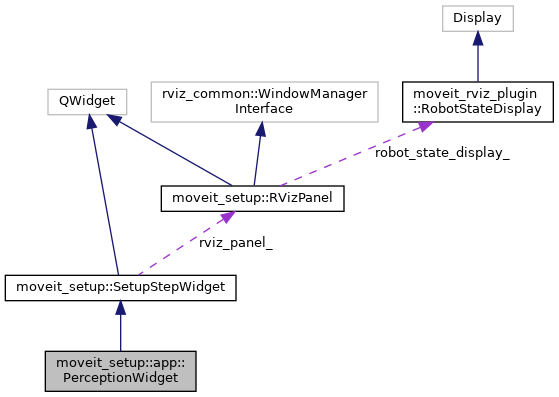 Display
QWidget
rviz_common::WindowManager
Interface
moveit_rviz_plugin
::RobotStateDisplay
robot_state_display_
moveit_setup::RVizPanel
rviz_panel_
moveit_setup::SetupStepWidget
moveit_setup::app::
PerceptionWidget